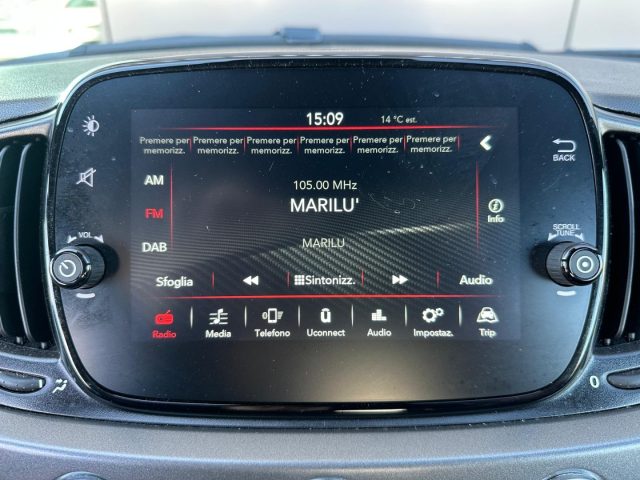 15:09 14 °C est.
Premere per memorizz. Premere per memorizz. Premere per memorizz. Premere per memorizz. Premere per memorizz. Premere per memorizz.
BACK
AM
105.00 MHz
MARILU'
FM
Info
VOL
SCROLL TUNE
DAB
MARILU
Sfoglia Sintonizz. Audio
Radio Media Telefono Uconnect Audio Impostaz. Trip
0